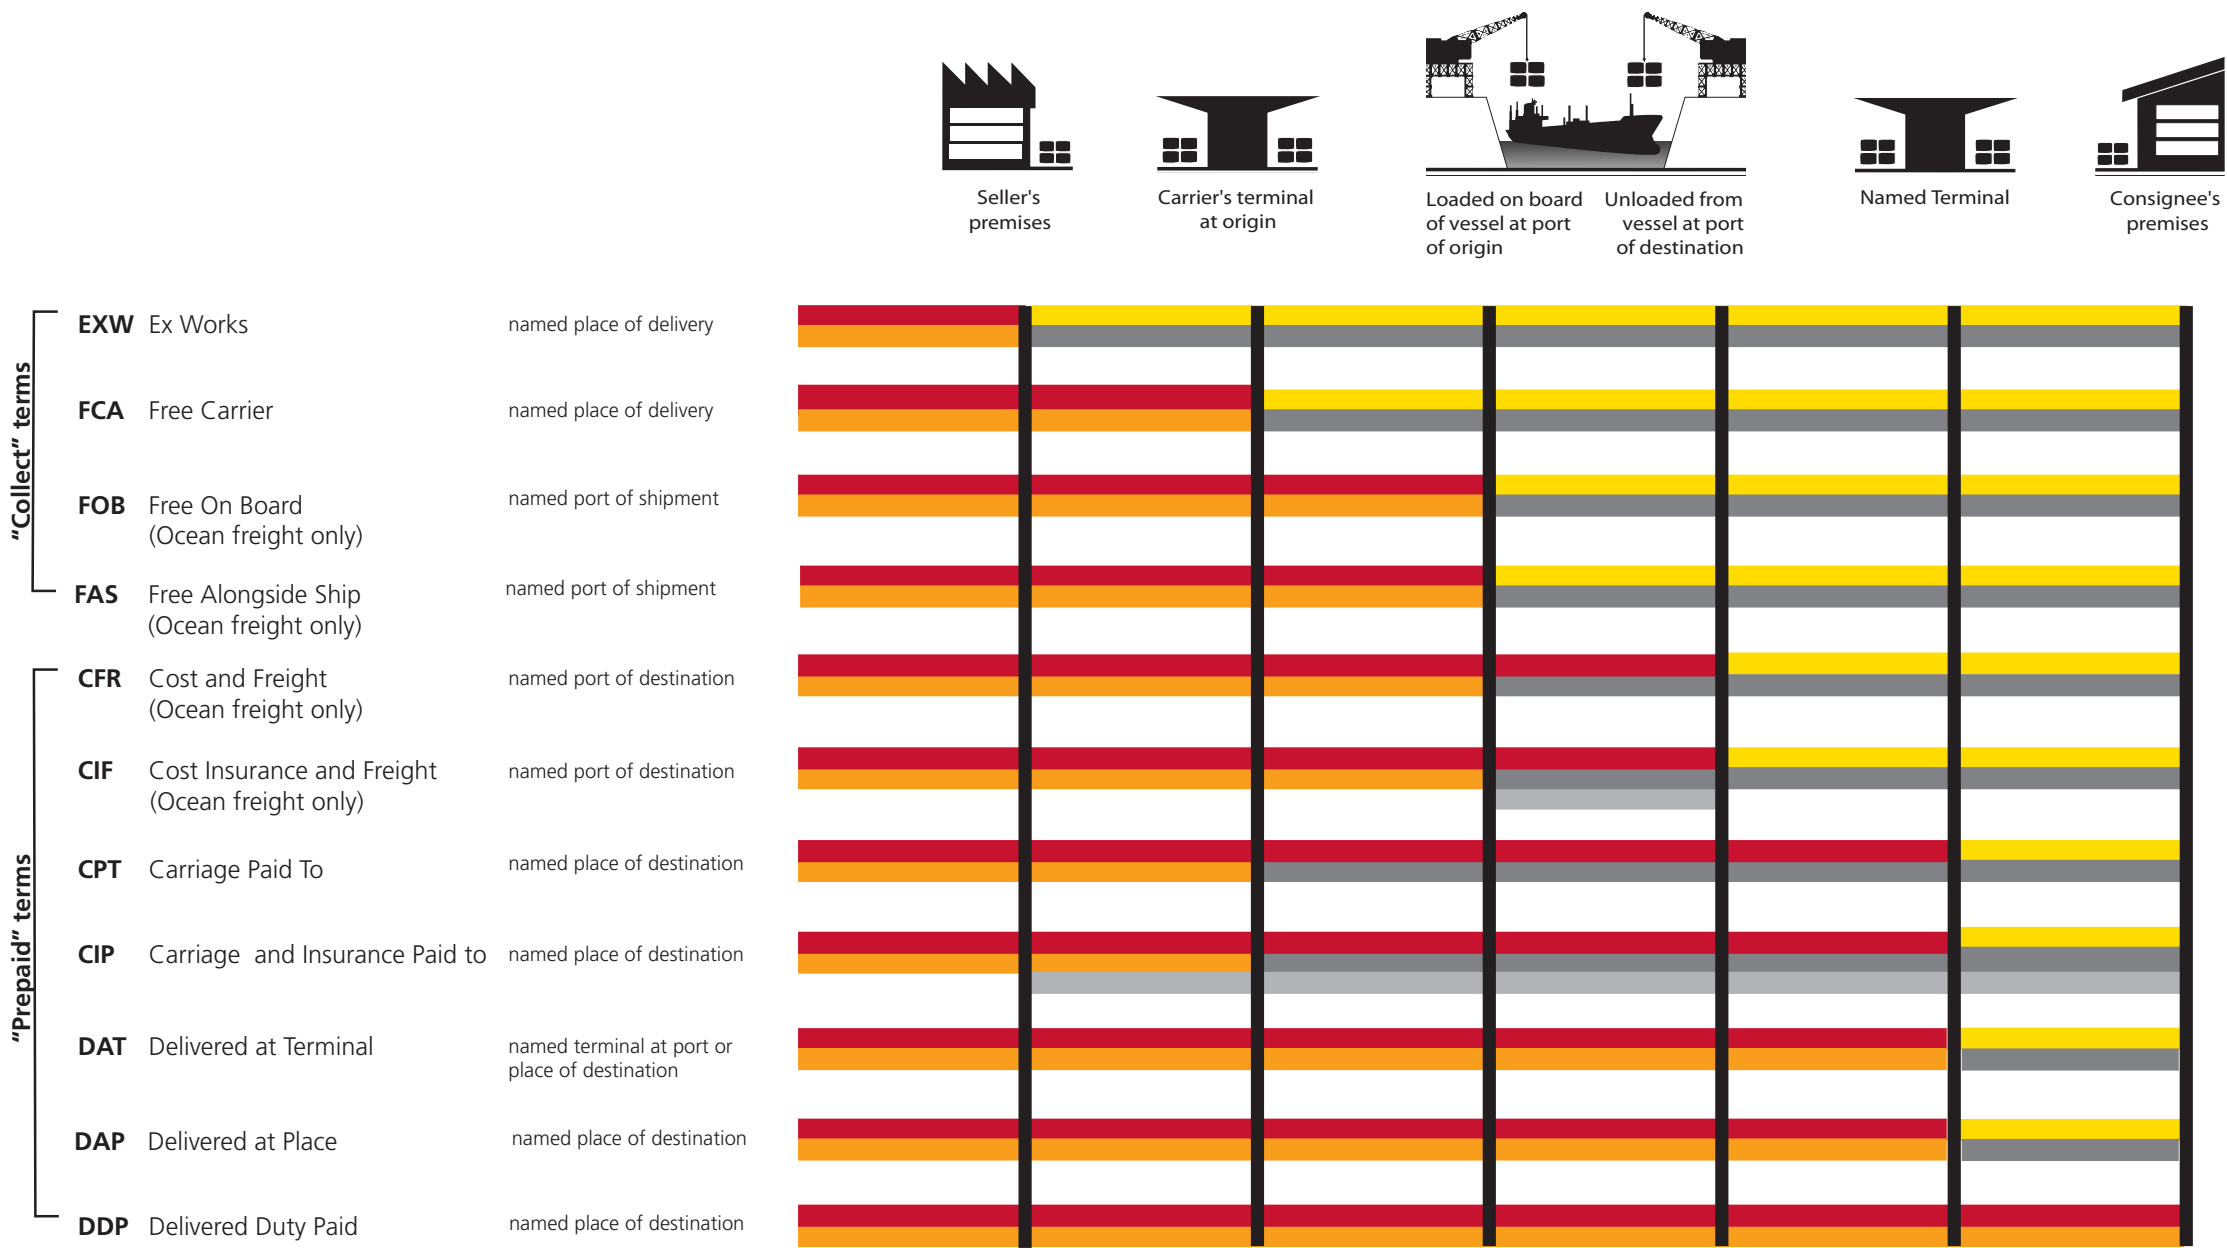 Seller's
premises
Carrier's terminal
at origin
Loaded on board
of vessel at port
of origin
Unloaded from
vessel at port
of destination
Named Terminal
Consignee's
premises
"Collect" terms
EXW Ex Works named place of delivery
FCA Free Carrier named place of delivery
FOB Free On Board named port of shipment
(Ocean freight only)
FAS Free Alongside Ship named port of shipment
(Ocean freight only)
"Prepaid" terms
CFR Cost and Freight named port of destination
(Ocean freight only)
CIF Cost Insurance and Freight named port of destination
(Ocean freight only)
CPT Carriage Paid To named place of destination
CIP Carriage and Insurance Paid to named place of destination
DAT Delivered at Terminal named terminal at port or
place of destination
DAP Delivered at Place named place of destination
DDP Delivered Duty Paid named place of destination